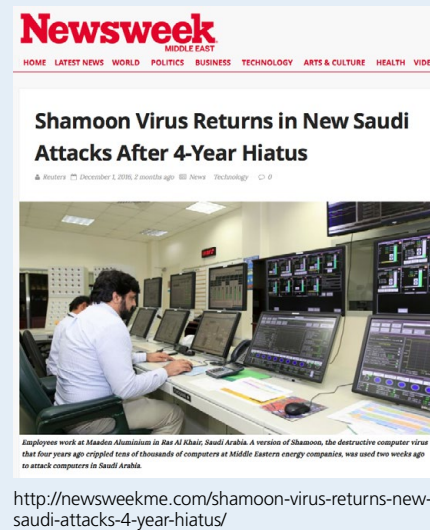 Newsweek
MIDDLE EAST
HOME LATEST NEWS WORLD POLITICS BUSINESS TECHNOLOGY ARTS & CULTURE HEALTH VIDE
Shamoon Virus Returns in New Saudi
Attacks After 4-Year Hiatus
Reuters December 1, 2016, 2 months ago News Technology 0
Employees work at Maaden Aluminium in Ras Al Khair, Saudi Arabia. A version of Shamoon, the destructive computer virus
that four years ago crippled tens of thousands of computers at Middle Eastern energy companies, was used two weeks ago
to attack computers in Saudi Arabia.
http://newsweekme.com/shamoon-virus-returns-new-
saudi-attacks-4-year-hiatus/